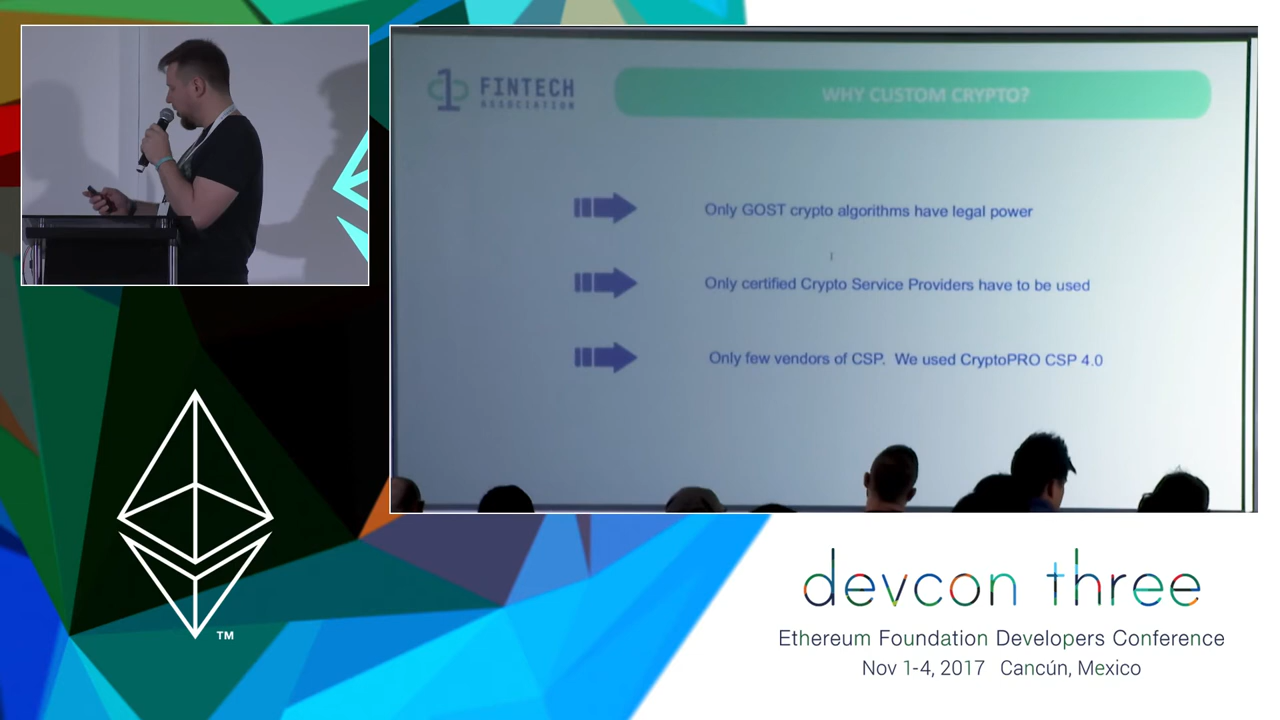 1 FINTECH
ASSOCIATION
WHY CUSTOM CRYPTO?
Only GOST crypto algorithms have legal power
Only certified Crypto Service Providers have to be used
Only few vendors of CSP. We used CryptoPRO CSP 4.0
TM
devcon three
Ethereum Foundation Developers Conference
Nov 1-4, 2017 Cancún, Mexico